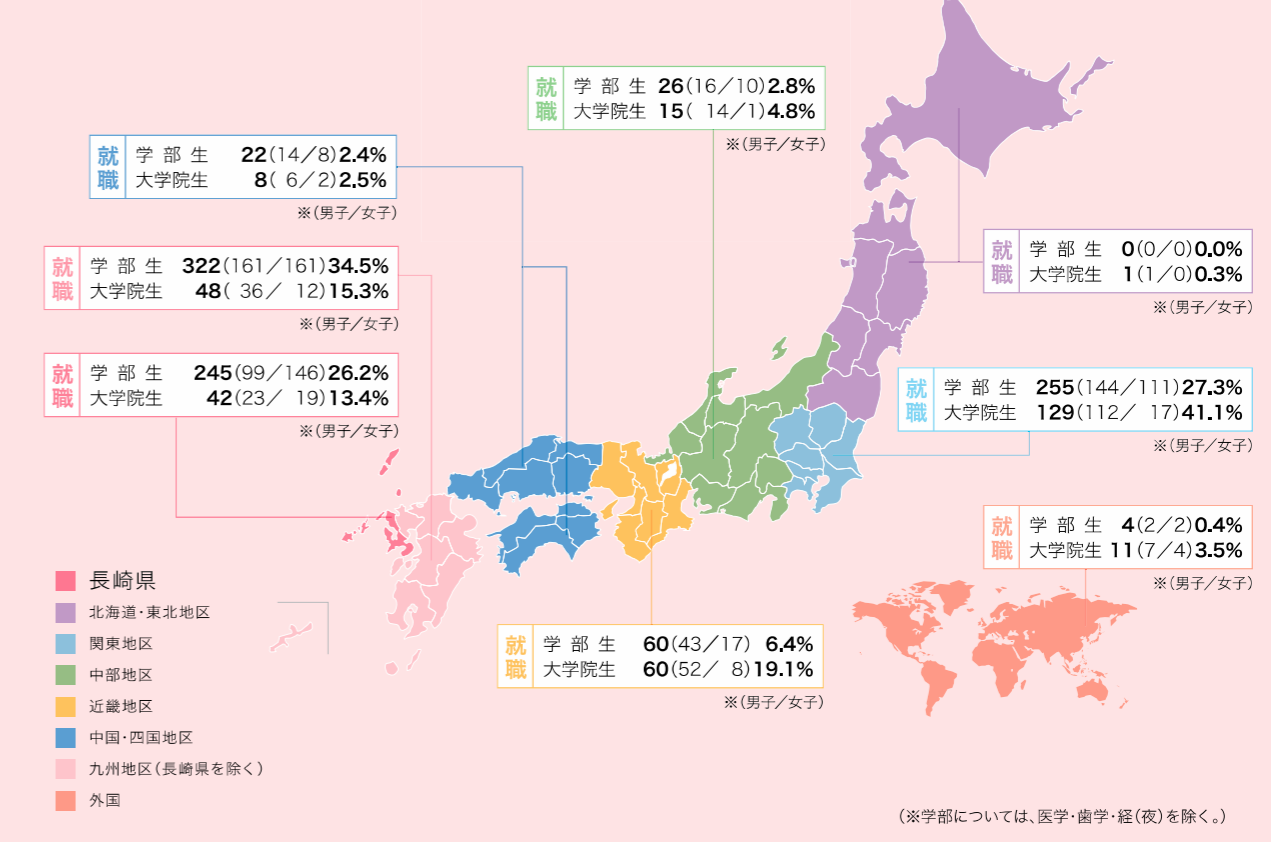 就職
学部生 26(16／10)2.8%
大学院生 15( 14／1)4.8%
※(男子／女子)
就職
学部生 22(14／8)2.4%
大学院生 8( 6／2)2.5%
※(男子／女子)
就職
学部生 322(161／161)34.5%
大学院生 48( 36／ 12)15.3%
※(男子／女子)
就職
学部生 245(99／146)26.2%
大学院生 42(23／ 19)13.4%
※(男子／女子)
就職
学部生 0(0／0)0.0%
大学院生 1(1／0)0.3%
※(男子／女子)
就職
学部生 255(144／111)27.3%
大学院生 129(112／ 17)41.1%
※(男子／女子)
就職
学部生 4(2／2)0.4%
大学院生 11(7／4)3.5%
※(男子／女子)
就職
学部生 60(43／17) 6.4%
大学院生 60(52／ 8)19.1%
※(男子／女子)
長崎県
北海道・東北地区
関東地区
中部地区
近畿地区
中国・四国地区
九州地区(長崎県を除く)
外国
(※学部については、医学・歯学・経(夜)を除く。)